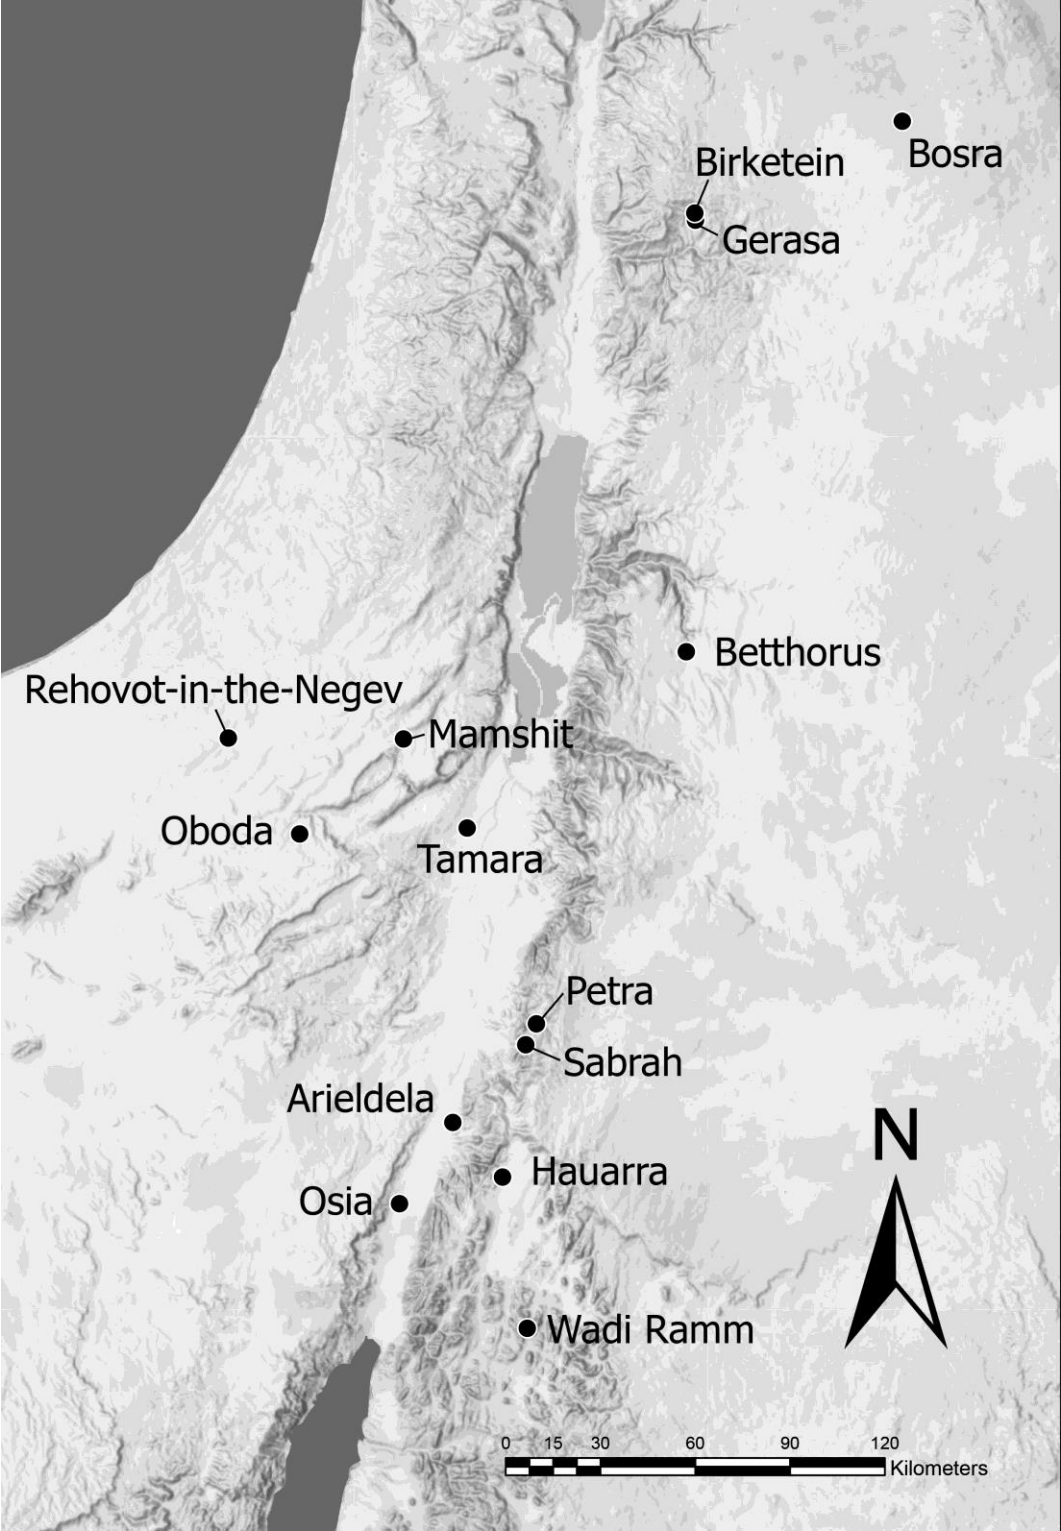 Bosra
Birketein
Gerasa
Betthorus
Rehovot-in-the-Negev
Mamshit
Oboda
Tamara
Petra
Sabrah
Arieldela
N
Hauarra
Osia
Wadi Ramm
0 15 30 60 90 120
Kilometers